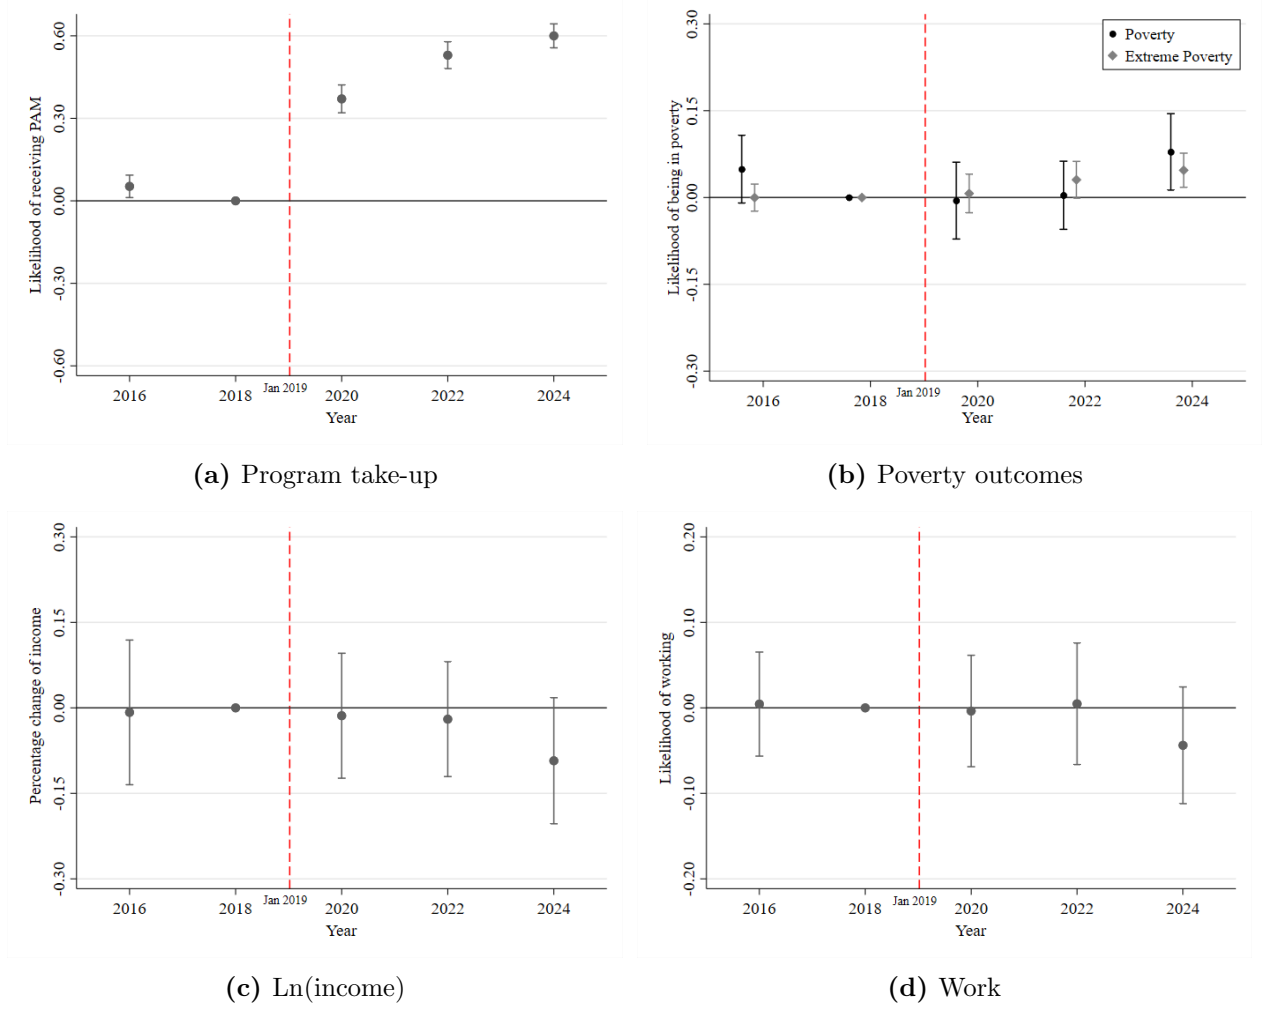 Likelihood of receiving PAM
0.60
0.30
0.00
-0.30
-0.60
2016 2018 Jan 2019 2020 2022 2024
Year
(a) Program take-up
Likelihood of being in poverty
0.30
0.15
0.00
-0.15
-0.30
Poverty
Extreme Poverty
2016 2018 Jan 2019 2020 2022 2024
Year
(b) Poverty outcomes
Percentage change of income
0.30
0.15
0.00
-0.15
-0.30
2016 2018 Jan 2019 2020 2022 2024
Year
(c) Ln(income)
Likelihood of working
0.20
0.10
0.00
-0.10
-0.20
2016 2018 Jan 2019 2020 2022 2024
Year
(d) Work